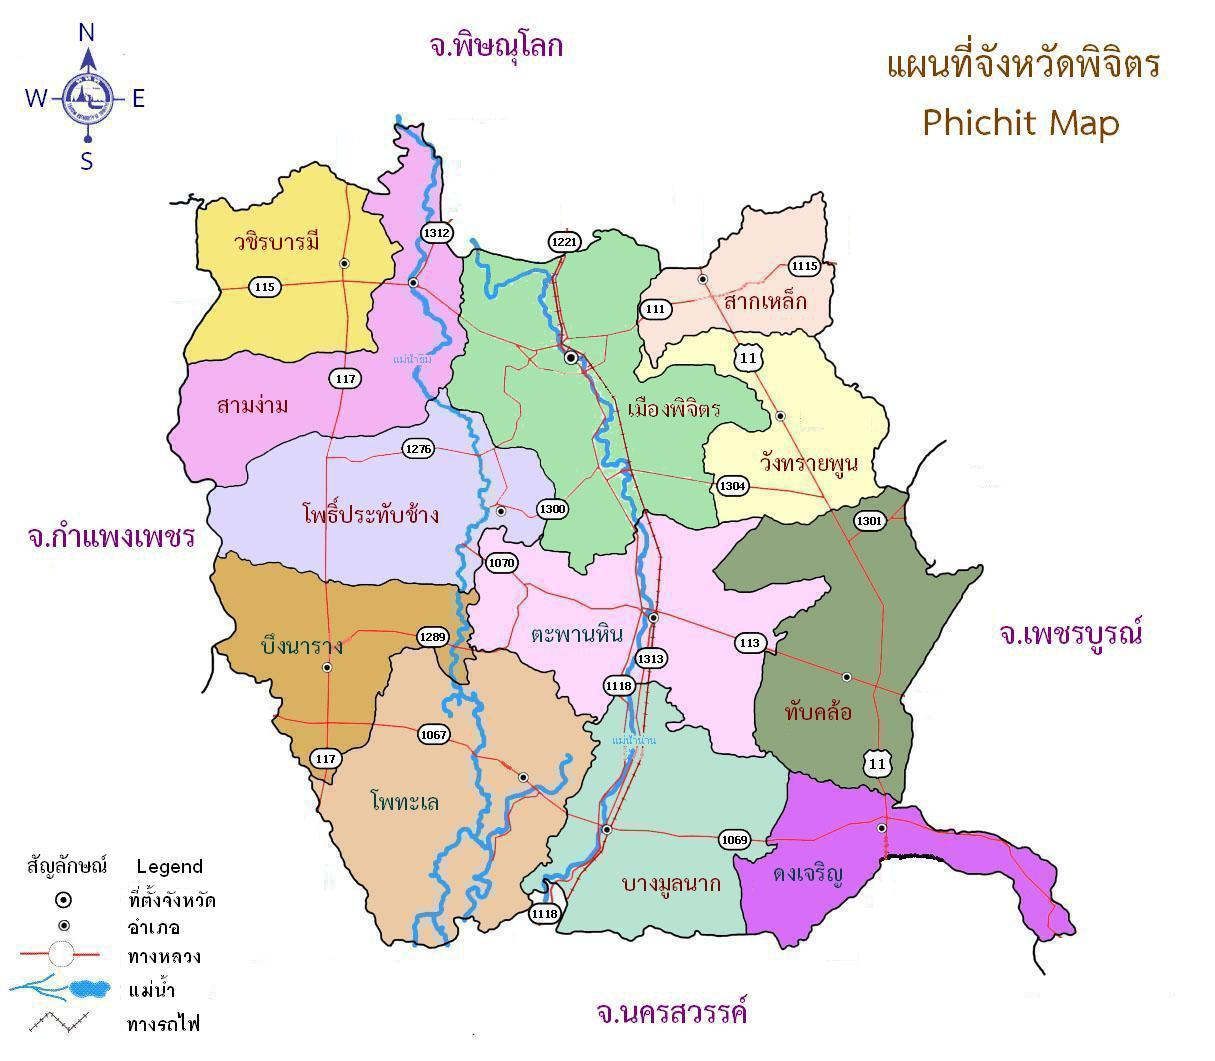 N
จ.พิษณุโลก
แผนที่จังหวัดพิจิตร
W
E
Phichit Map
S
1312
1221
วชิรบารมี
1115
115
111
สากเหล็ก
11
117
สามง่าม
เมืองพิจิตร
1276
วังทรายพูน
1304
โพธิ์ประทับช้าง
1300
1301
จ.กำแพงเพชร
1070
บึงนาราง
1289
ตะพานหิน
113
จ.เพชรบูรณ์
1313
1118
ทับคล้อ
1067
แม่น้ำน่าน
117
11
โพทะเล
1069
สัญลักษณ์
Legend
ดงเจริญ
บางมูลนาก
ที่ตั้งจังหวัด
1118
อำเภอ
ทางหลวง
แม่น้ำ
จ.นครสวรรค์
ทางรถไฟ